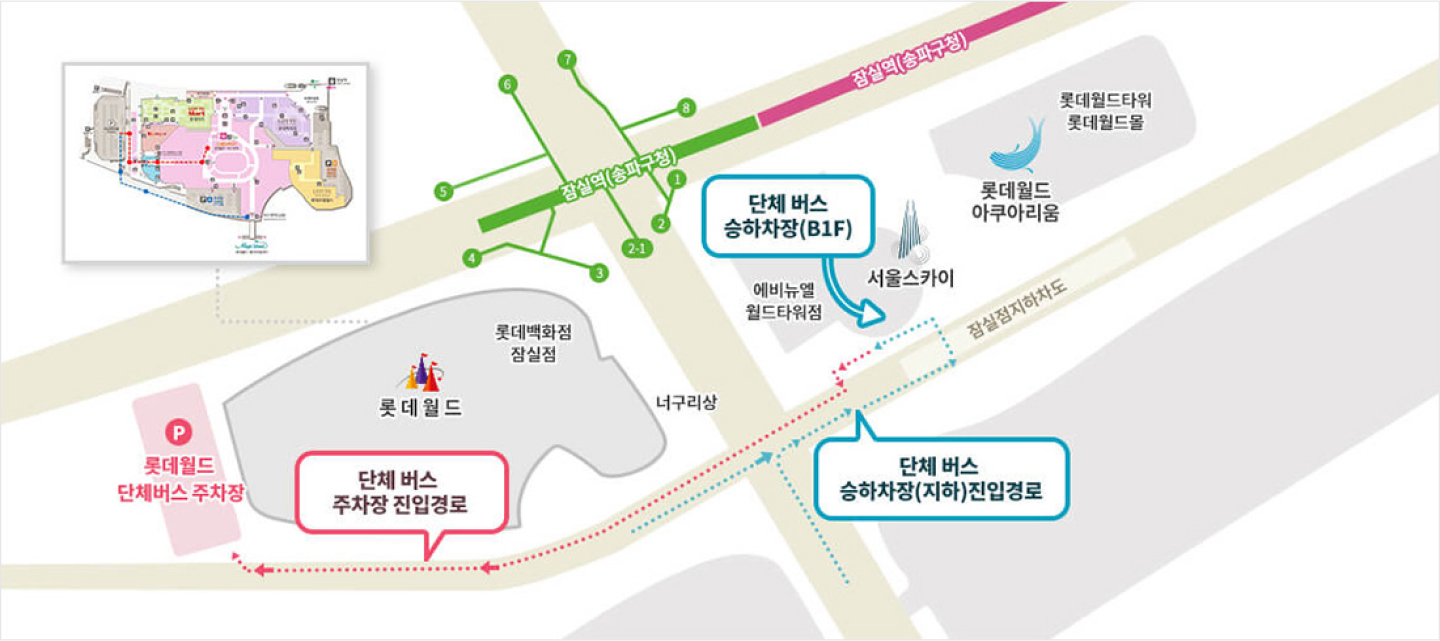 7
6
8
5
1
2
2-1
4
3
잠실역(송파구청)
잠실역(송파구청)
롯데월드타워
롯데월드몰
롯데월드
아쿠아리움
단체 버스
승하차장(B1F)
서울스카이
에비뉴엘
월드타워점
잠실점지하차도
롯데백화점
잠실점
롯데월드
너구리상
P
롯데월드
단체버스 주차장
단체 버스
주차장 진입경로
단체 버스
승하차장(지하)진입경로